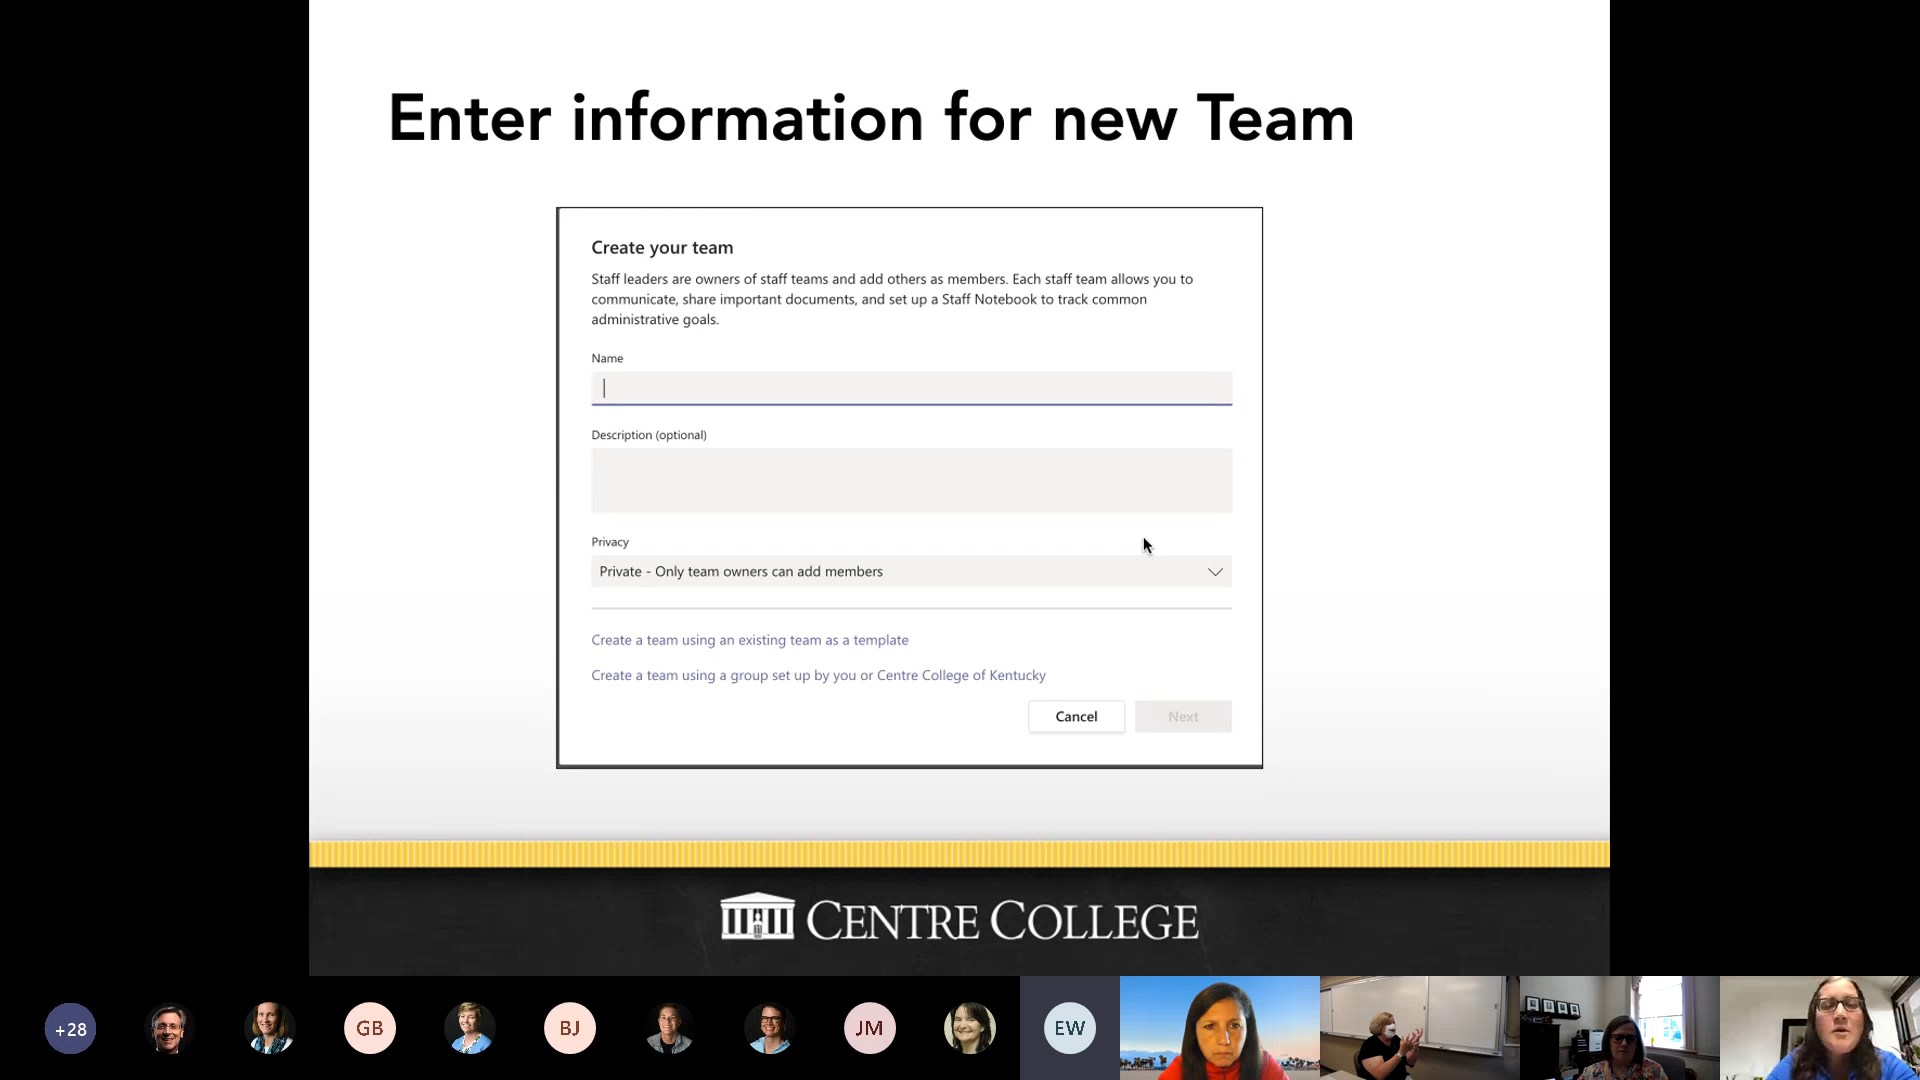 Enter information for new Team
Create your team
Staff leaders are owners of staff teams and add others as members. Each staff team allows you to
communicate, share important documents, and set up a Staff Notebook to track common
administrative goals.
Name
Description (optional)
Privacy
Private - Only team owners can add members
Create a team using an existing team as a template
Create a team using a group set up by you or Centre College of Kentucky
Cancel Next
CENTRE COLLEGE
+28 GB BJ JM EW